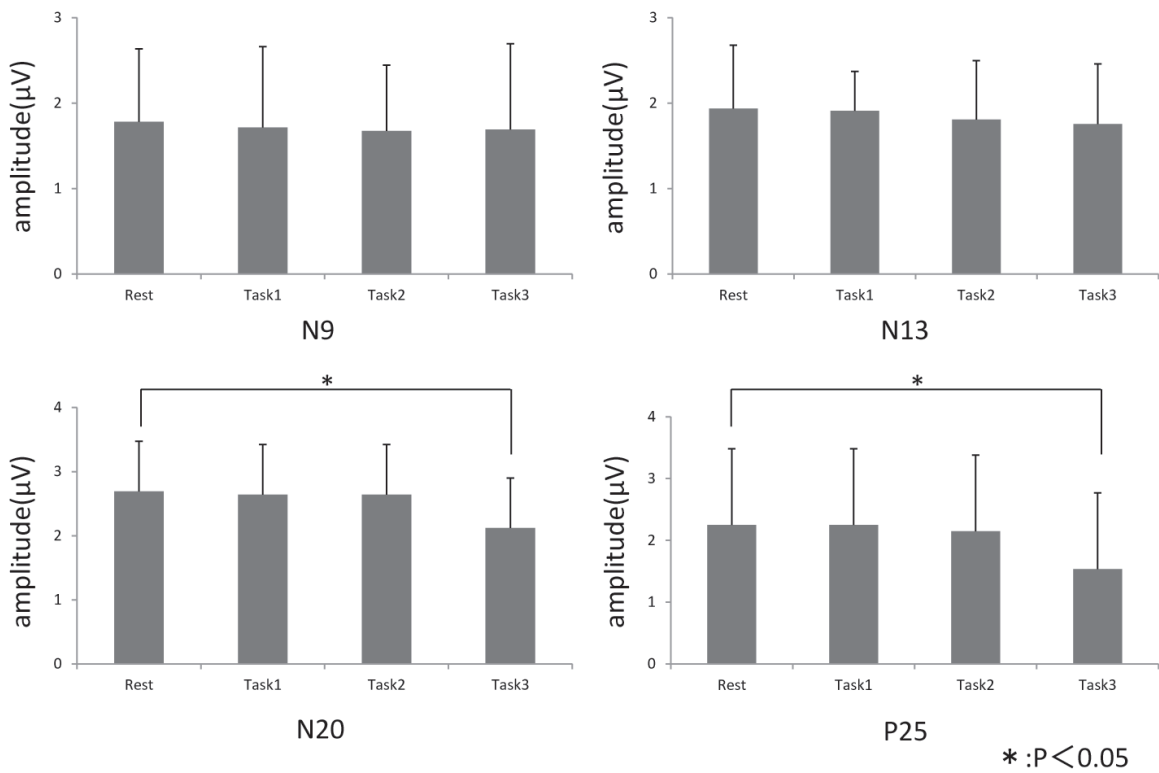 3
2
1
0
amplitude(μV)
Rest Task1 Task2 Task3
N9
3
2
1
0
amplitude(μV)
Rest Task1 Task2 Task3
N13
*
4
3
2
1
0
amplitude(μV)
Rest Task1 Task2 Task3
N20
*
4
3
2
1
0
amplitude(μV)
Rest Task1 Task2 Task3
P25
* :P＜0.05